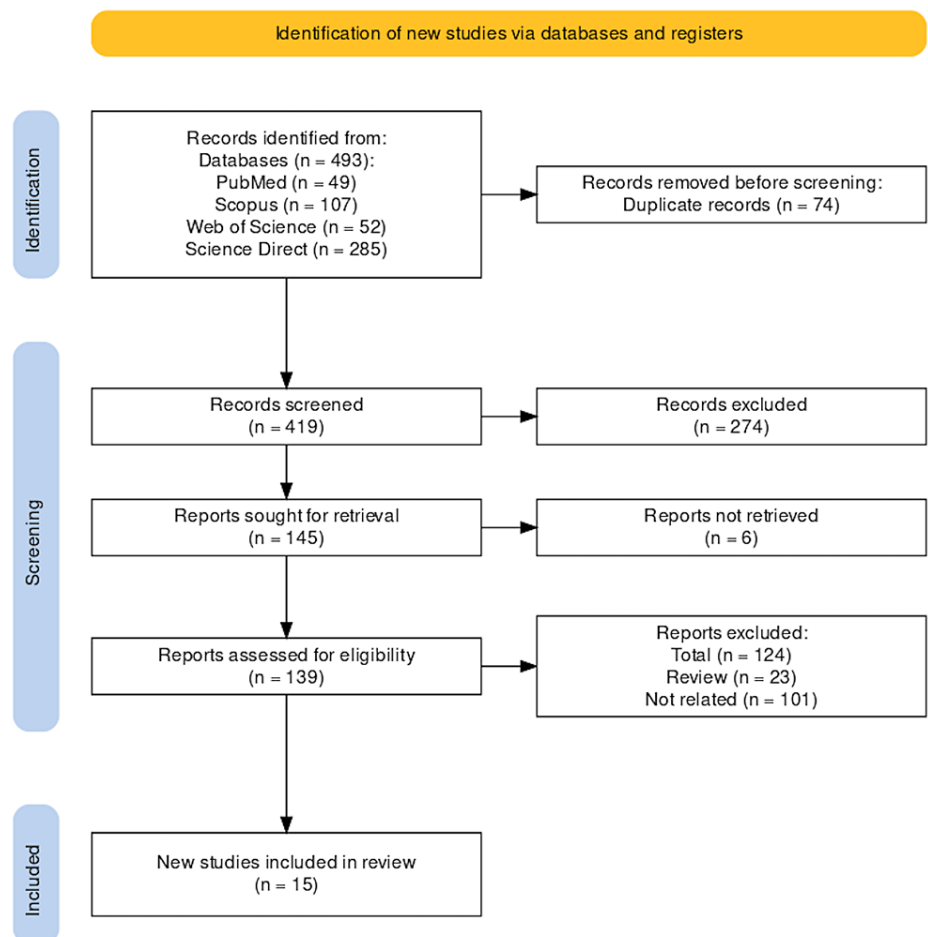 Identification of new studies via databases and registers
Identification
Records identified from:
Databases (n = 493):
PubMed (n = 49)
Scopus (n = 107)
Web of Science (n = 52)
Science Direct (n = 285)
Records removed before screening:
Duplicate records (n = 74)
Screening
Records screened
(n = 419)
Records excluded
(n = 274)
Reports sought for retrieval
(n = 145)
Reports not retrieved
(n = 6)
Reports assessed for eligibility
(n = 139)
Reports excluded:
Total (n = 124)
Review (n = 23)
Not related (n = 101)
Included
New studies included in review
(n = 15)